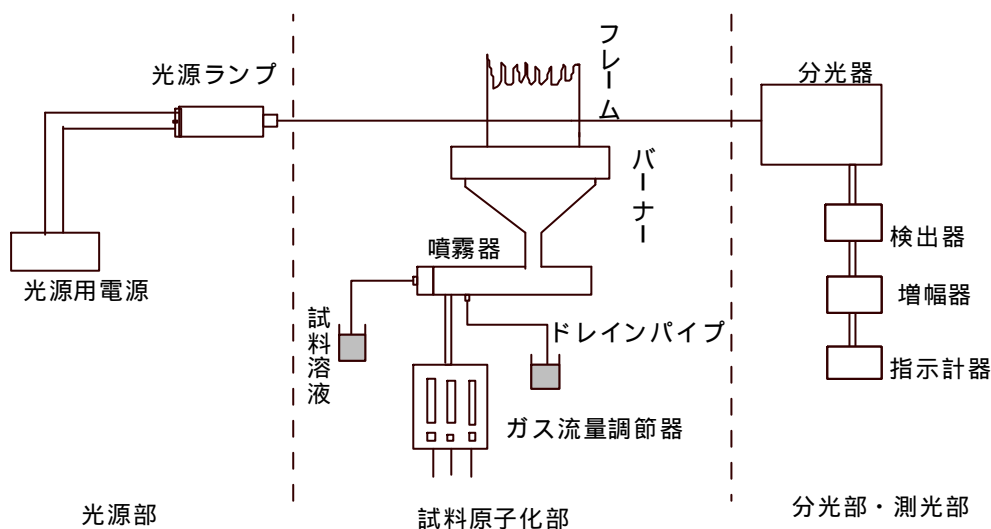 光源ランプ
フレーム
分光器
バーナー
検出器
噴霧器
光源用電源
増幅器
試料溶液
ドレインパイプ
指示計器
ガス流量調節器
光源部
試料原子化部
分光部・測光部